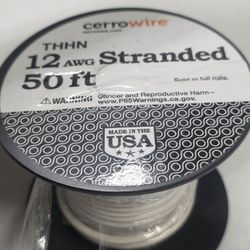 cerrowire
cerrowire.com
THHN
12 AWG Stranded
50 ft
Sold in full rolls.
WARNING Cancer and Reproductive Harm –
www.P65Warnings.ca.gov.
MADE IN THE
USA